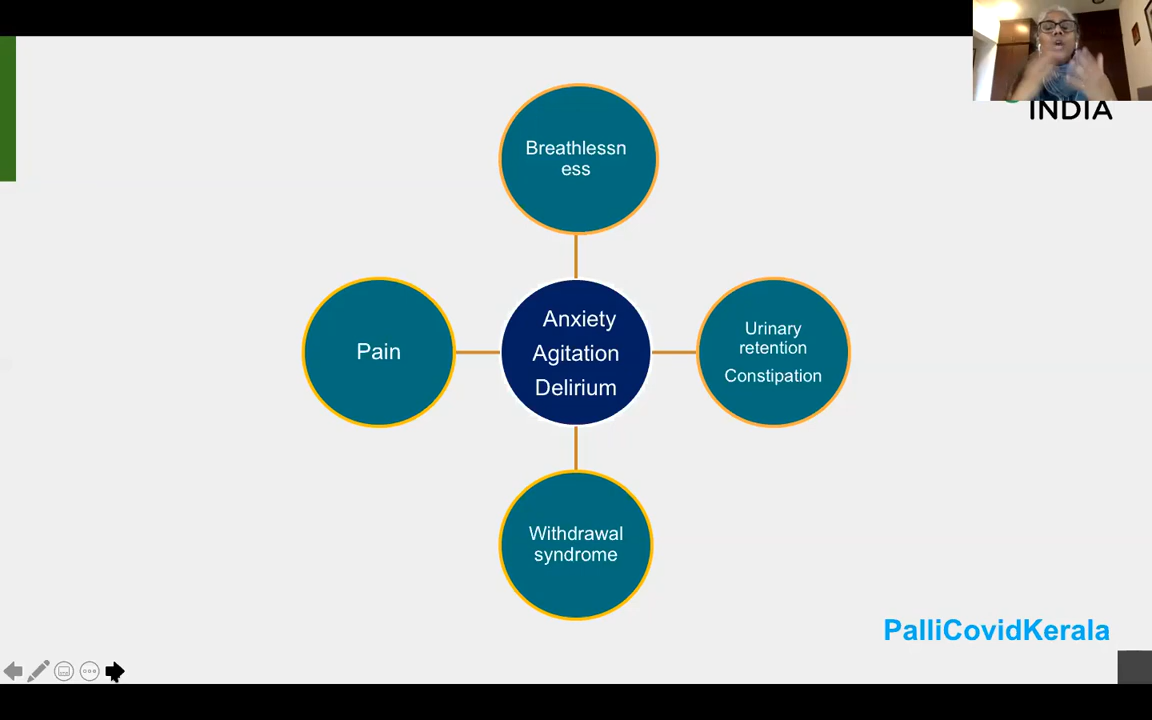 INDIA
Breathlessn
ess
Pain
Anxiety
Agitation
Delirium
Urinary
retention
Constipation
Withdrawal
syndrome
PalliCovidKerala